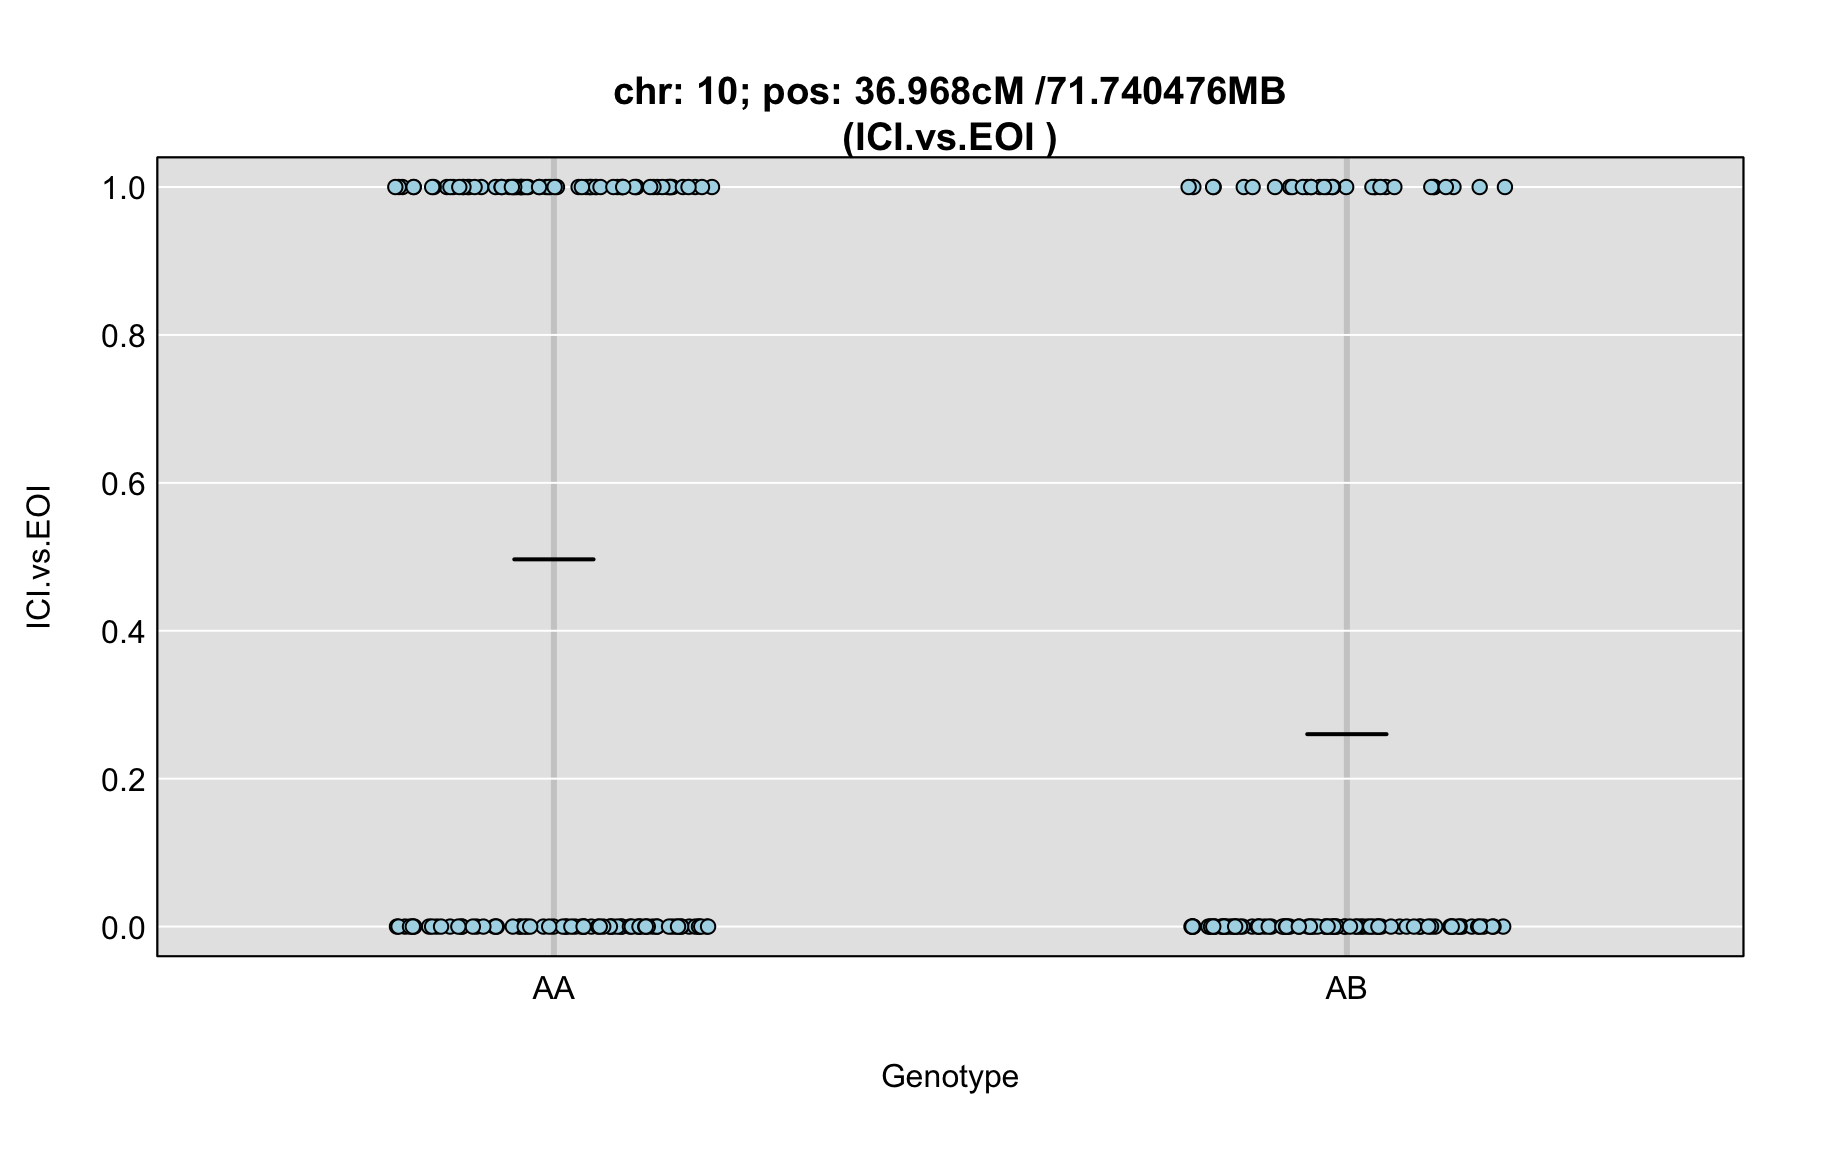 chr: 10; pos: 36.968cM /71.740476MB
(ICI.vs.EOI )
ICI.vs.EOI
1.0
0.8
0.6
0.4
0.2
0.0
AA AB
Genotype